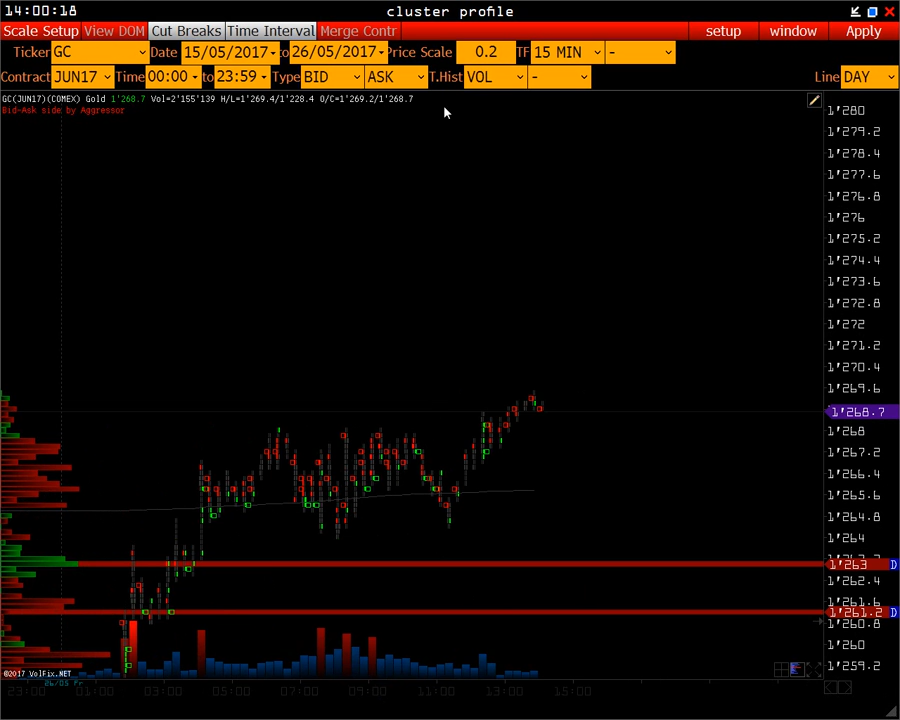 14:00:18 cluster profile
Scale Setup View DOM Cut Breaks Time Interval Merge Contr setup window Apply
Ticker GC Date 15/05/2017 to 26/05/2017 Price Scale 0.2 TF 15 MIN -
Contract JUN17 Time 00:00 to 23:59 Type BID ASK T.Hist VOL - Line DAY
GC(JUN17)(COMEX) Gold 1'268.7 Vol=2'155'139 H/L=1'269.4/1'228.4 O/C=1'269.2/1'268.7
Bid-Ask side by Aggressor
1'280
1'279.2
1'278.4
1'277.6
1'276.8
1'276
1'275.2
1'274.4
1'273.6
1'272.8
1'272
1'271.2
1'270.4
1'269.6
1'268.7
1'268
1'267.2
1'266.4
1'265.6
1'264.8
1'264
1'263 D
1'262.4
1'261.6
1'261.2 D
1'260.8
1'260
1'259.2
©2017 VolFix.NET
26/05 fr
23:00 01:00 03:00 05:00 07:00 09:00 11:00 13:00 15:00